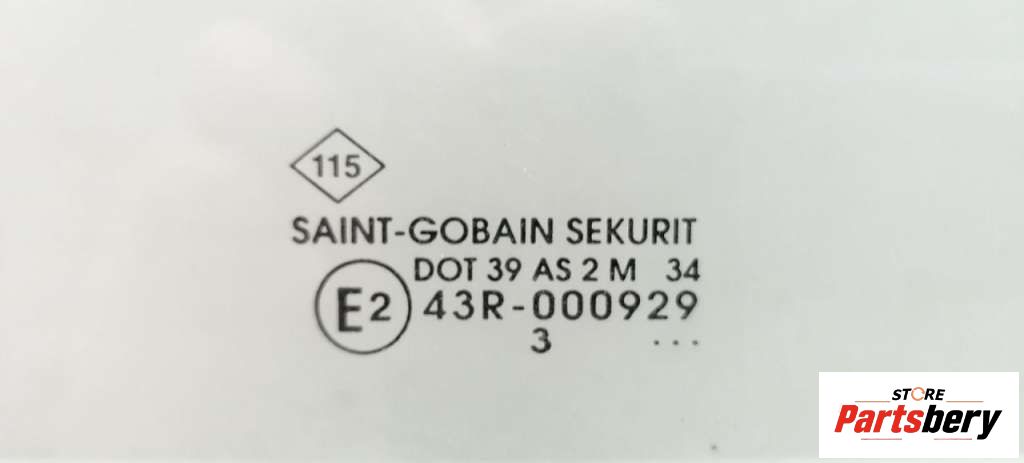 115
SAINT-GOBAIN SEKURIT
DOT 39 AS 2 M 34
E2 43R-000929
3 ...
STORE
Partsbery